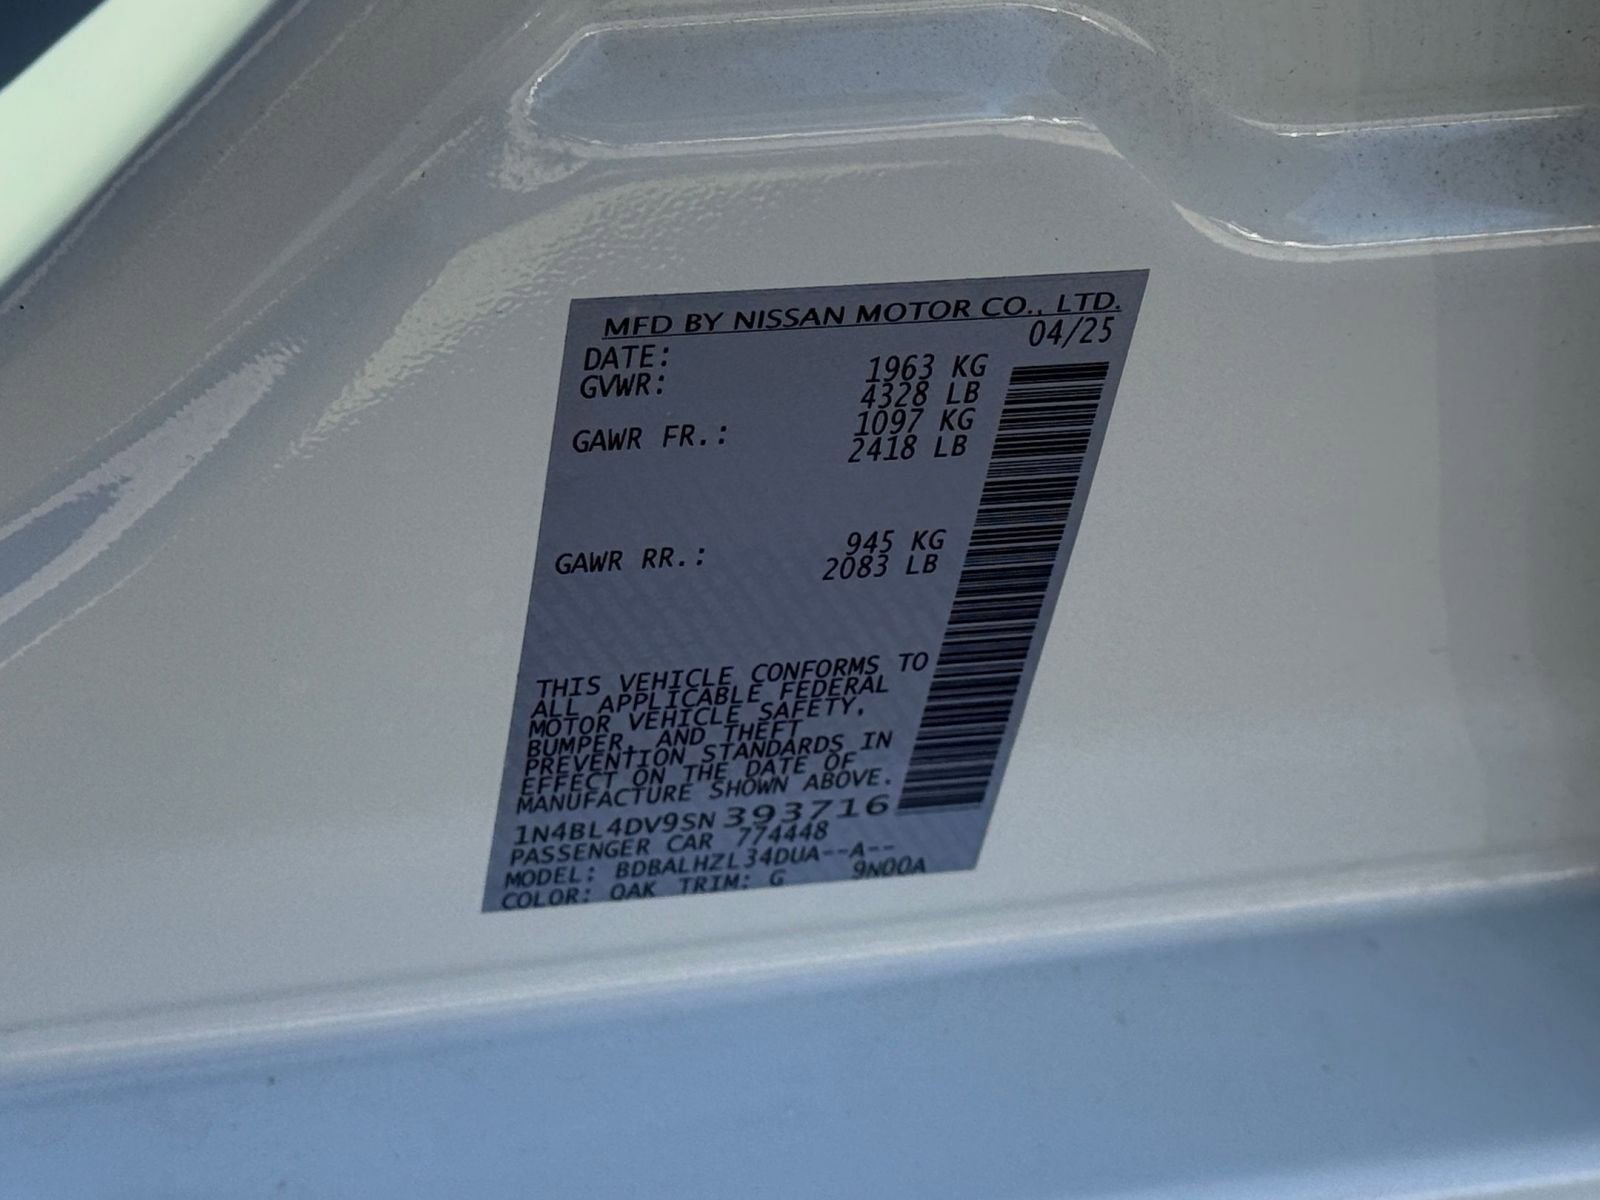 MFD BY NISSAN MOTOR CO., LTD.
DATE: 04/25
GVWR: 1963 KG
4328 LB
GAWR FR.: 1097 KG
2418 LB
GAWR RR.: 945 KG
2083 LB
THIS VEHICLE CONFORMS TO
ALL APPLICABLE FEDERAL
MOTOR VEHICLE SAFETY,
BUMPER, AND THEFT
PREVENTION STANDARDS IN
EFFECT ON THE DATE OF
MANUFACTURE SHOWN ABOVE.
1N4BL4DV9SN393716
PASSENGER CAR 774448
MODEL: BDBALHZL34DUA--A--
COLOR: QAK TRIM: G 9N00A